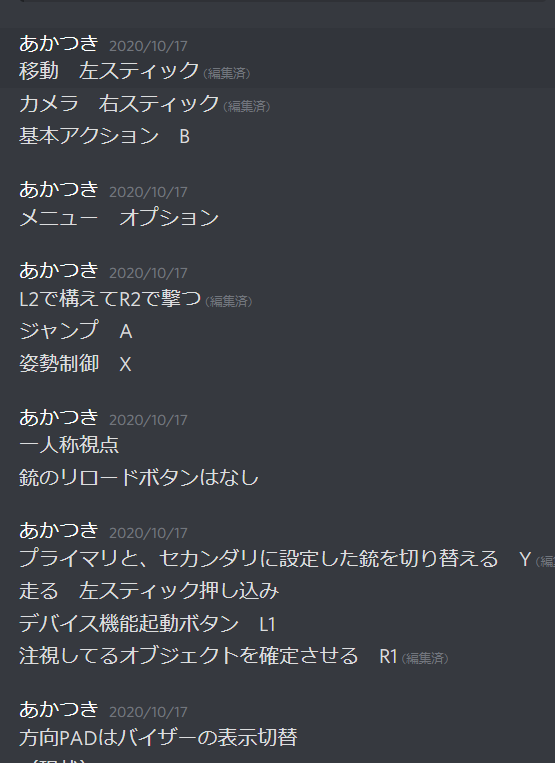 あかつき 2020/10/17
移動　左スティック (編集済)
カメラ　右スティック (編集済)
基本アクション　B
あかつき 2020/10/17
メニュー　オプション
あかつき 2020/10/17
L2で構えてR2で撃つ (編集済)
ジャンプ　A
姿勢制御　X
あかつき 2020/10/17
一人称視点
銃のリロードボタンはなし
あかつき 2020/10/17
プライマリと、セカンダリに設定した銃を切り替える　Y (編
走る　左スティック押し込み
デバイス機能起動ボタン　L1
注視してるオブジェクトを確定させる　R1 (編集済)
あかつき 2020/10/17
方向PADはバイザーの表示切替